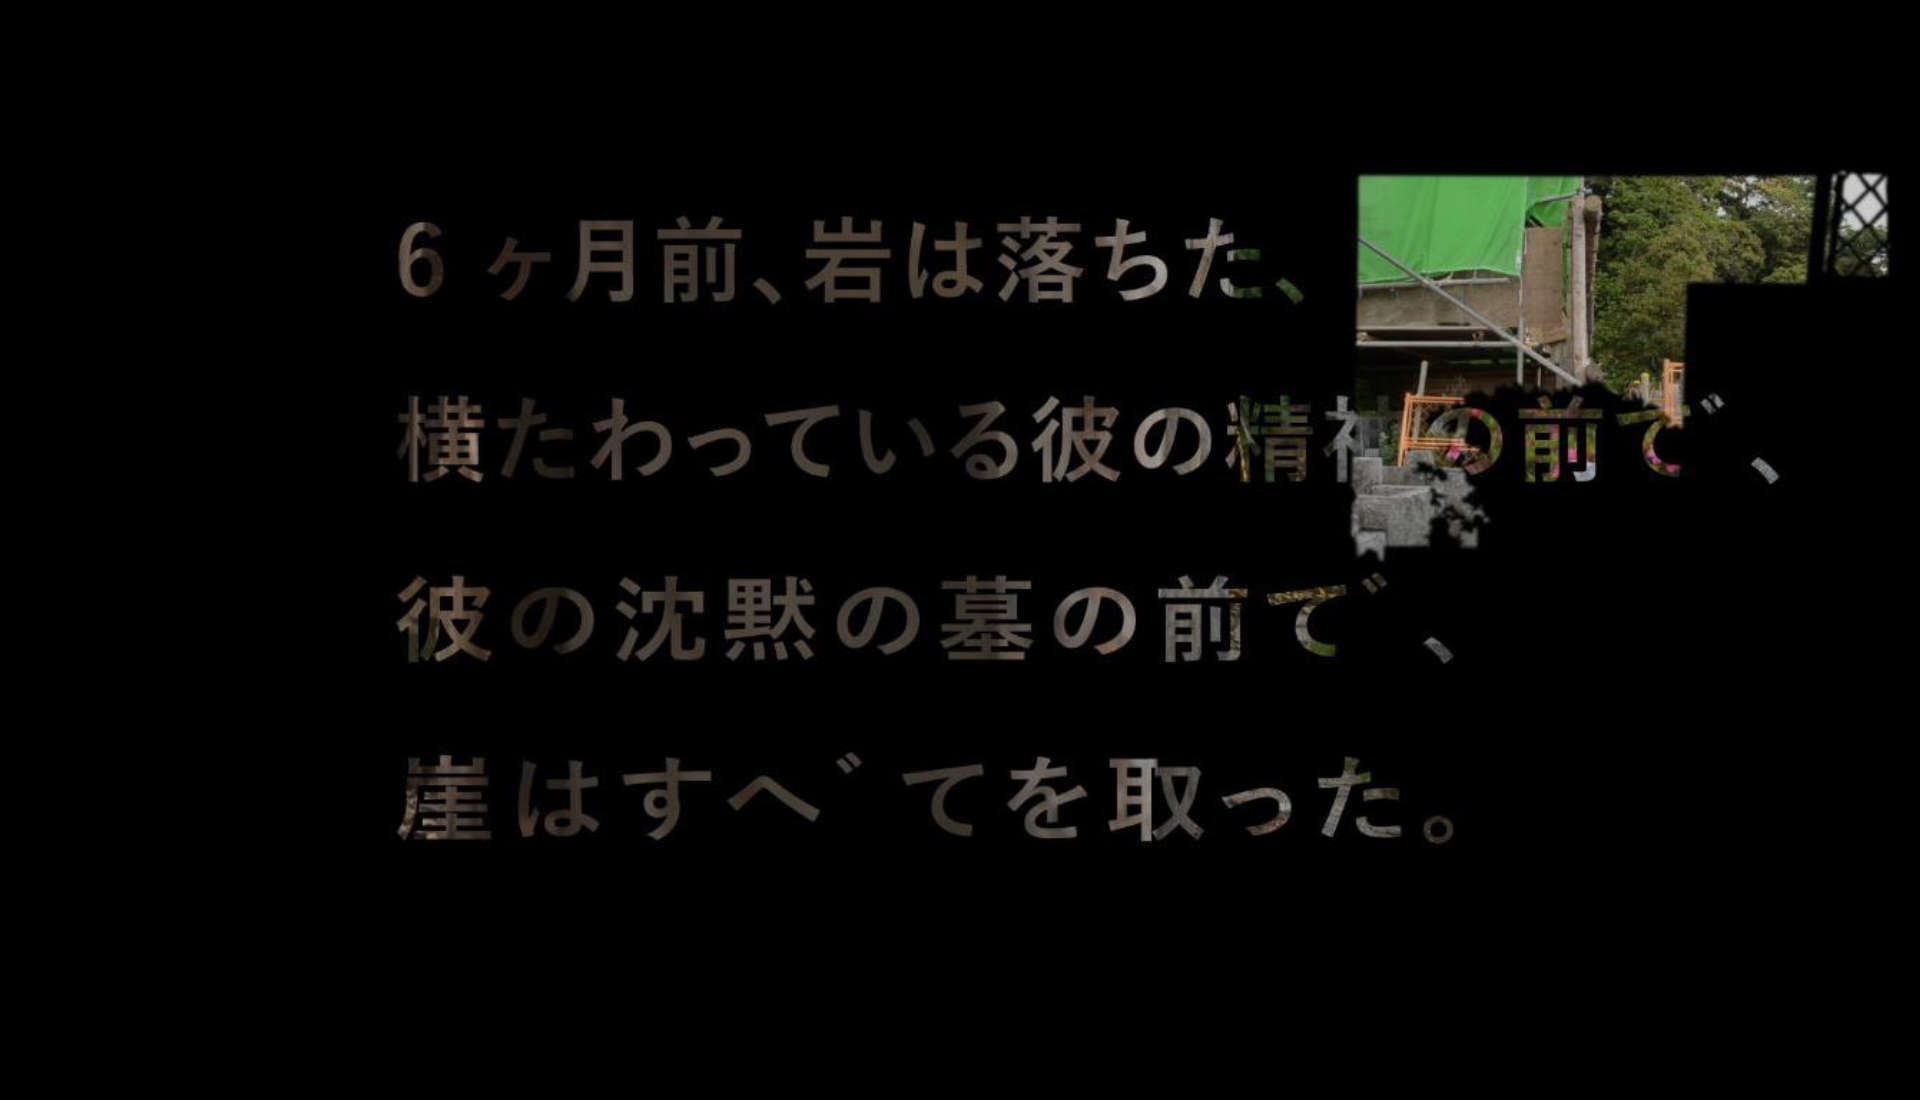 6 ヶ月前、岩は落ちた、
横たわっている彼の精神の前で、
彼の沈黙の墓の前で、
崖はすべてを取った。